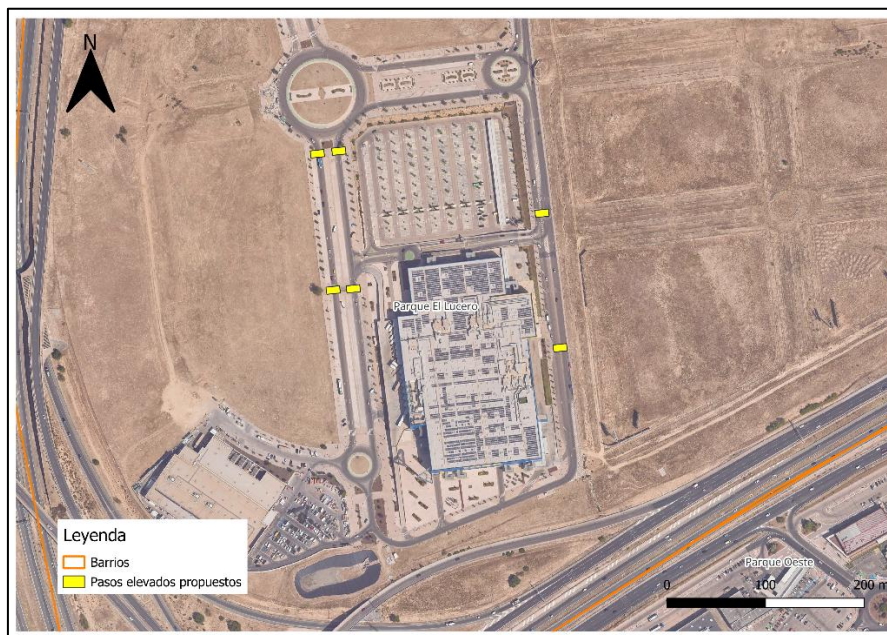 N
Parque El Lucero
Leyenda
Barrios
Pasos elevados propuestos
Parque Oeste
0 100 200 m